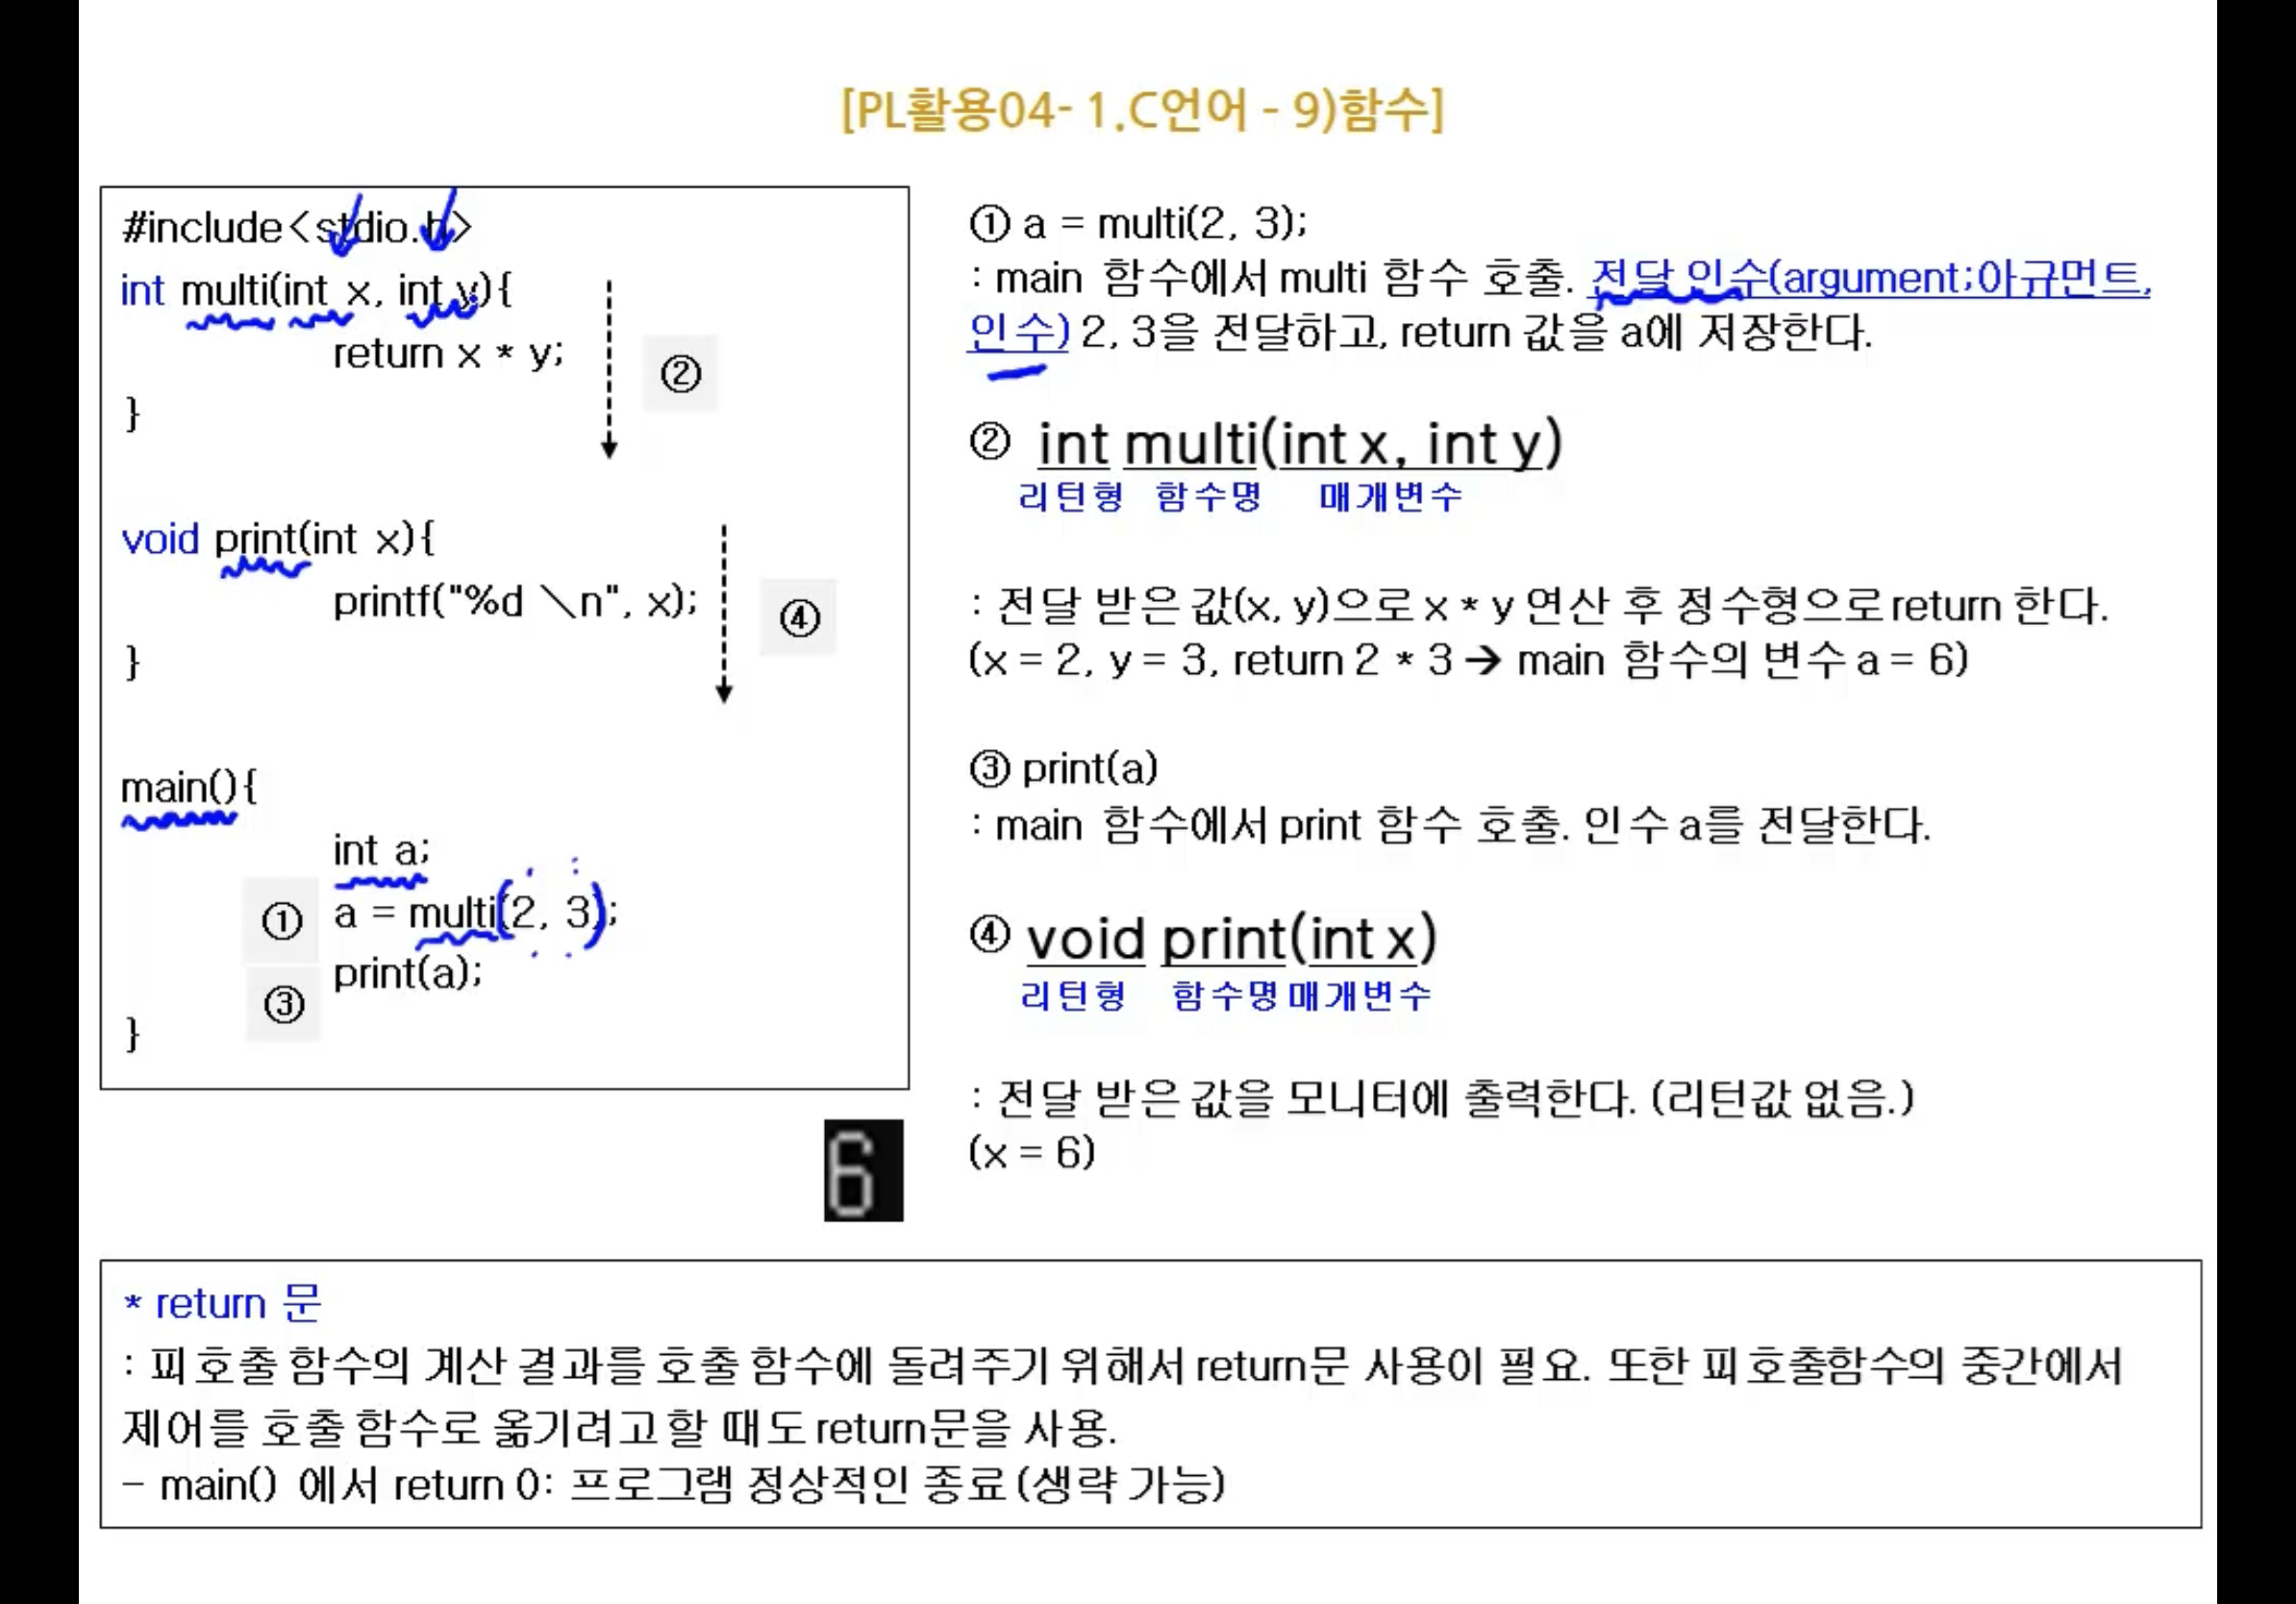 [PL활용04- 1.C언어 - 9)함수]
#include<stdio.h>
int multi(int x, int y){
return x * y;
}
②
void print(int x){
printf("%d \n", x);
}
④
main(){
int a;
① a = multi(2, 3);
③ print(a);
}
6
① a = multi(2, 3);
: main 함수에서 multi 함수 호출. 전달 인수(argument;아규먼트,
인수) 2, 3을 전달하고, return 값을 a에 저장한다.
② int multi(int x, int y)
리턴형 함수명 매개변수
: 전달 받은 값(x, y)으로 x * y 연산 후 정수형으로 return 한다.
(x = 2, y = 3, return 2 * 3 → main 함수의 변수 a = 6)
③ print(a)
: main 함수에서 print 함수 호출. 인수 a를 전달한다.
④ void print(int x)
리턴형 함수명 매개변수
: 전달 받은 값을 모니터에 출력한다. (리턴값 없음.)
(x = 6)
* return 문
: 피호출 함수의 계산 결과를 호출 함수에 돌려주기 위해서 return문 사용이 필요. 또한 피호출함수의 중간에서
제어를 호출 함수로 옮기려고 할 때도 return문을 사용.
- main() 에서 return 0: 프로그램 정상적인 종료 (생략 가능)